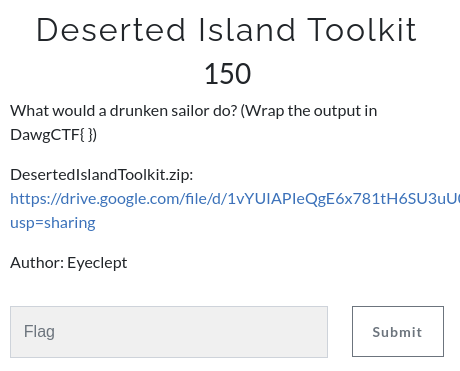 Deserted Island Toolkit
150
What would a drunken sailor do? (Wrap the output in
DawgCTF{ })
DesertedIslandToolkit.zip:
https://drive.google.com/file/d/1vYUIAPIeQgE6x781tH6SU3uU
usp=sharing
Author: Eyeclept
Flag
Submit